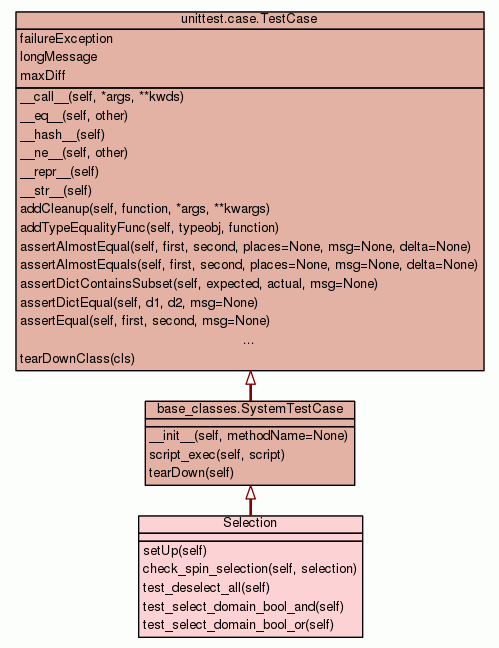 unittest.case.TestCase
failureException
longMessage
maxDiff
__call__(self, *args, **kwds)
__eq__(self, other)
__hash__(self)
__ne__(self, other)
__repr__(self)
__str__(self)
addCleanup(self, function, *args, **kwargs)
addTypeEqualityFunc(self, typeobj, function)
assertAlmostEqual(self, first, second, places=None, msg=None, delta=None)
assertAlmostEquals(self, first, second, places=None, msg=None, delta=None)
assertDictContainsSubset(self, expected, actual, msg=None)
assertDictEqual(self, d1, d2, msg=None)
assertEqual(self, first, second, msg=None)
...
tearDownClass(cls)
base_classes.SystemTestCase
__init__(self, methodName=None)
script_exec(self, script)
tearDown(self)
Selection
setUp(self)
check_spin_selection(self, selection)
test_deselect_all(self)
test_select_domain_bool_and(self)
test_select_domain_bool_or(self)